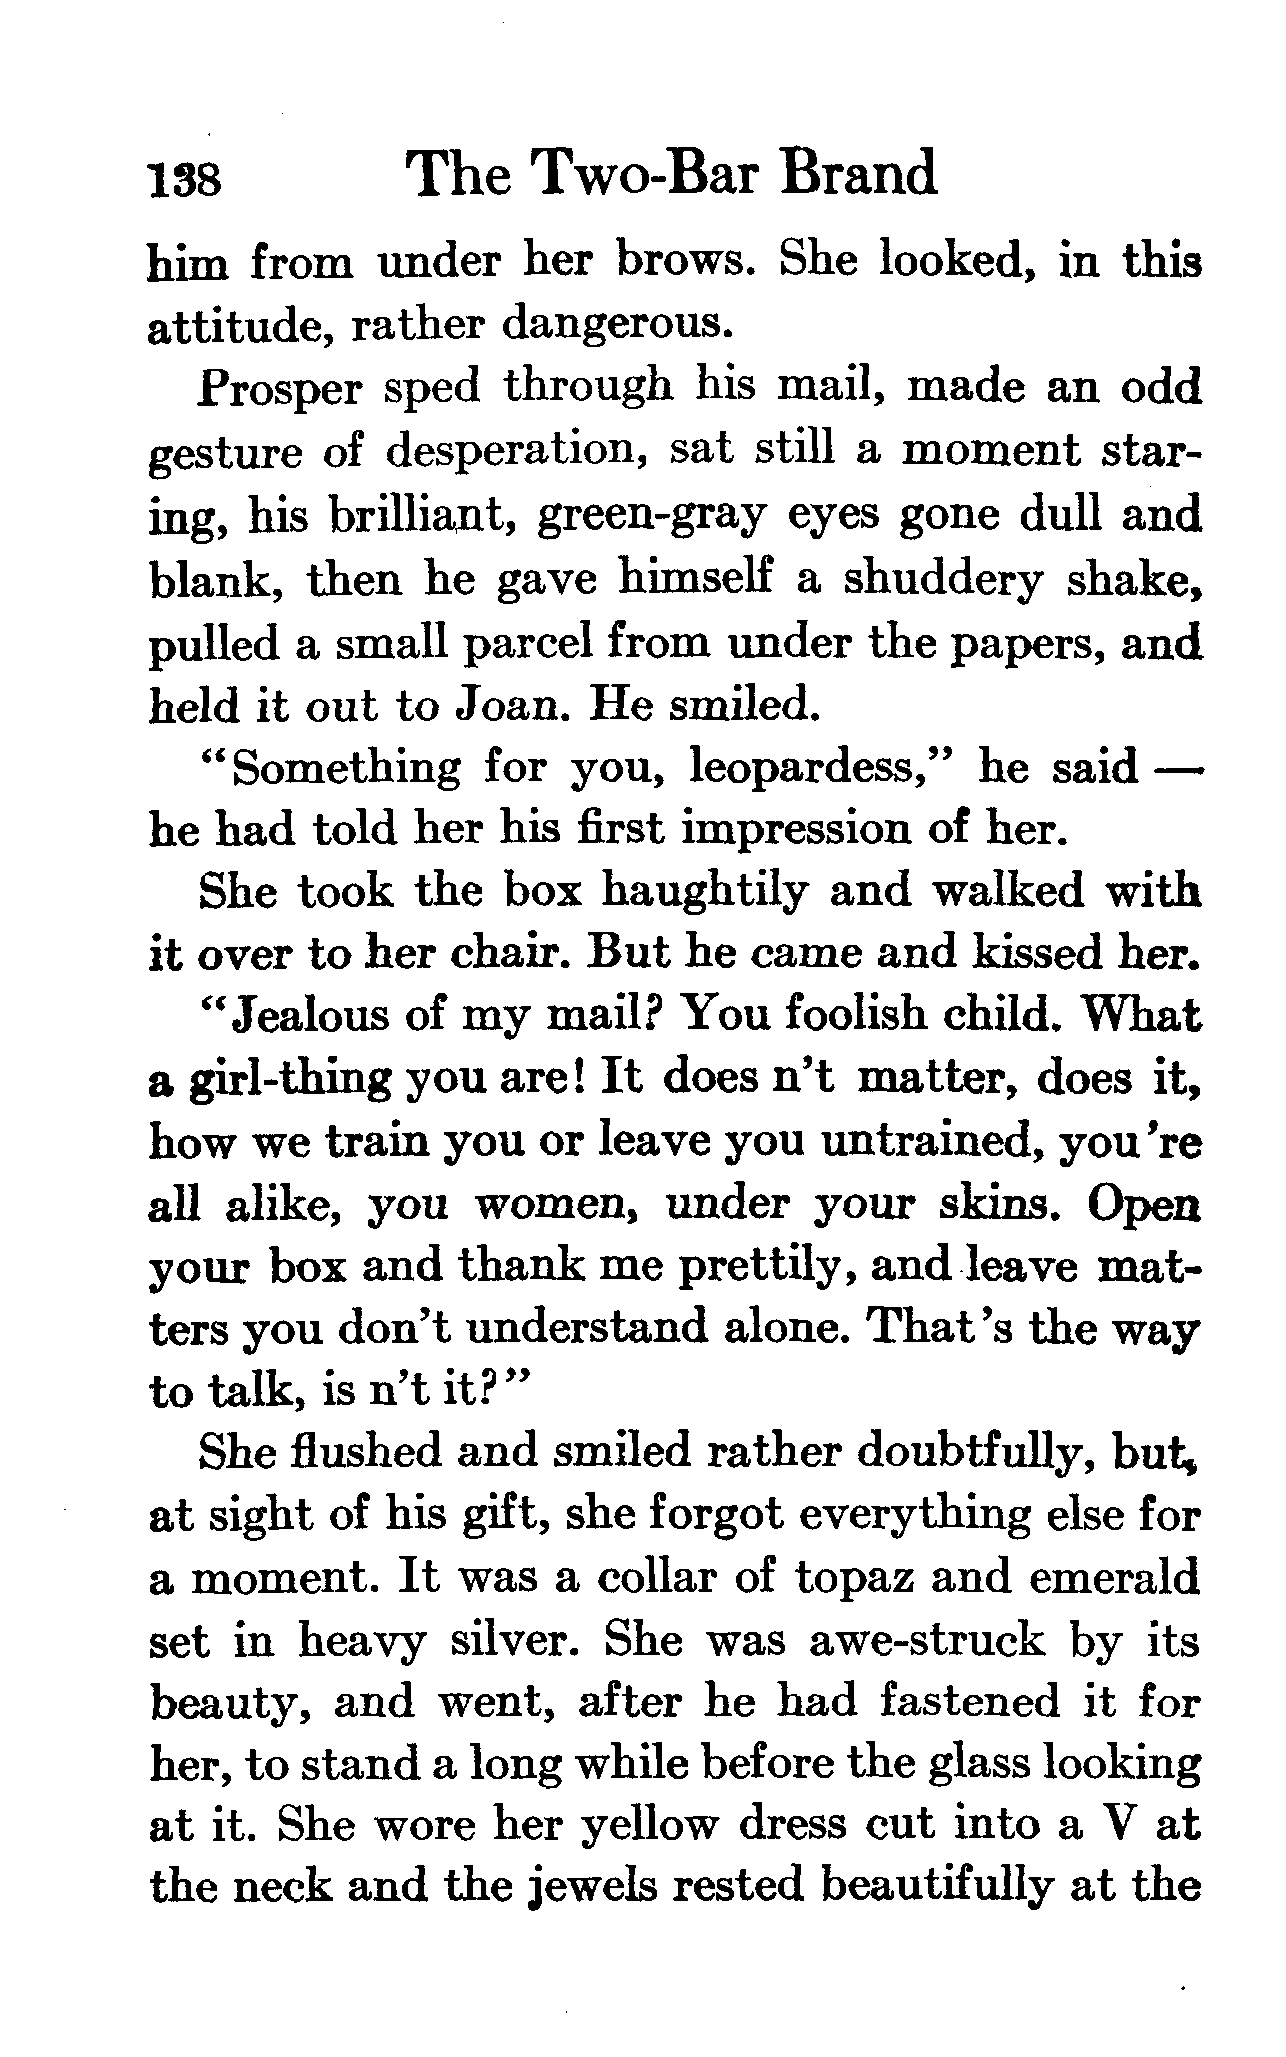 138 The Two-Bar Brand
him from under her brows. She looked, in this
attitude, rather dangerous.
Prosper sped through his mail, made an odd
gesture of desperation, sat still a moment star-
ing, his brilliant, green-gray eyes gone dull and
blank, then he gave himself a shuddery shake,
pulled a small parcel from under the papers, and
held it out to Joan. He smiled.
"Something for you, leopardess," he said —
he had told her his first impression of her.
She took the box haughtily and walked with
it over to her chair. But he came and kissed her.
"Jealous of my mail? You foolish child. What
a girl-thing you are! It does n't matter, does it,
how we train you or leave you untrained, you 're
all alike, you women, under your skins. Open
your box and thank me prettily, and leave mat-
ters you don't understand alone. That 's the way
to talk, is n't it?"
She flushed and smiled rather doubtfully, but,
at sight of his gift, she forgot everything else for
a moment. It was a collar of topaz and emerald
set in heavy silver. She was awe-struck by its
beauty, and went, after he had fastened it for
her, to stand a long while before the glass looking
at it. She wore her yellow dress cut into a V at
the neck and the jewels rested beautifully at the